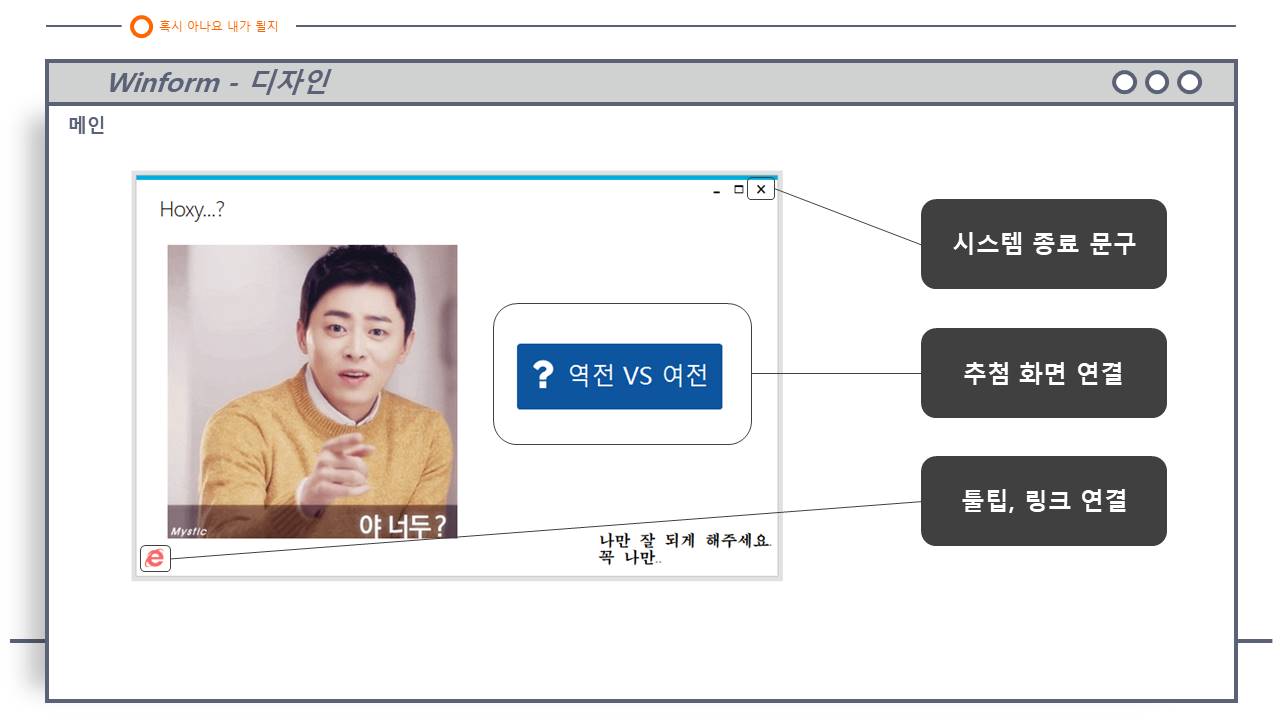 혹시 아나요 내가 될지
Winform - 디자인
메인
Hoxy...?
시스템 종료 문구
? 역전 VS 여전
추첨 화면 연결
Mystic
야 너두?
툴팁, 링크 연결
나만 잘 되게 해주세요.
꼭 나만..